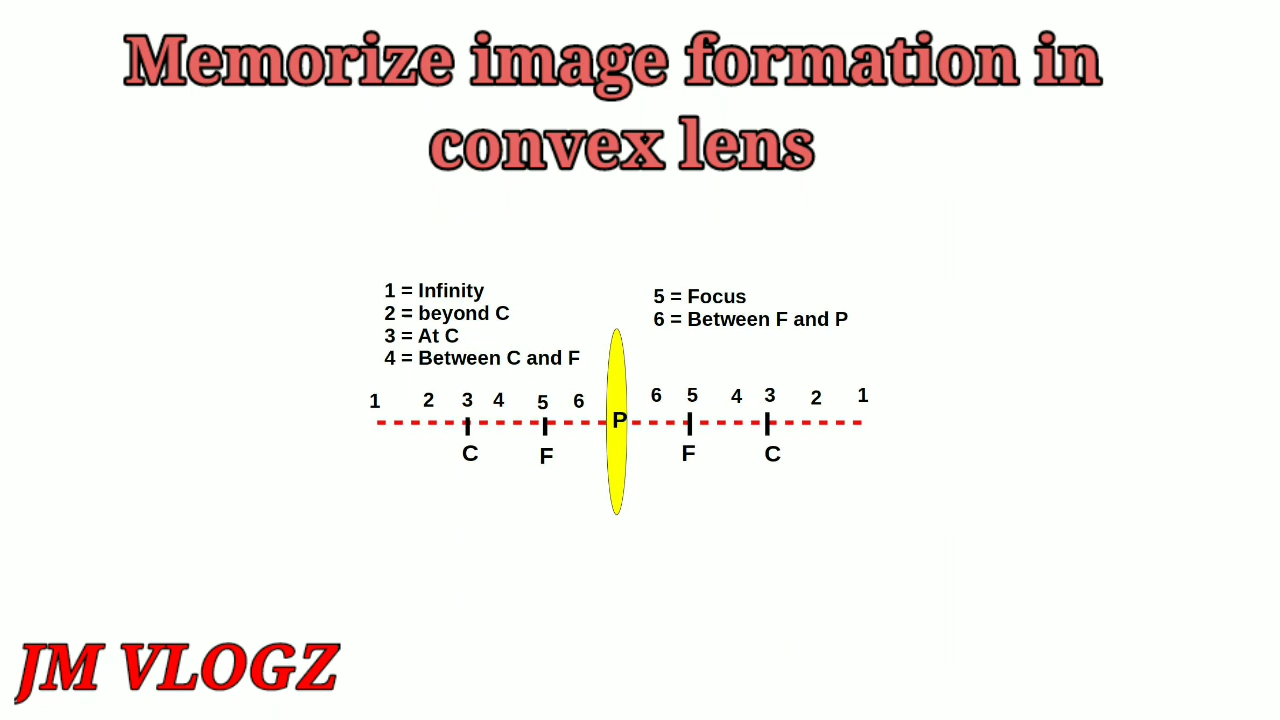 Memorize image formation in
convex lens
1 = Infinity
2 = beyond C
3 = At C
4 = Between C and F
5 = Focus
6 = Between F and P
1 2 3 4 5 6 P 6 5 4 3 2 1
C F F C
JM VLOGZ